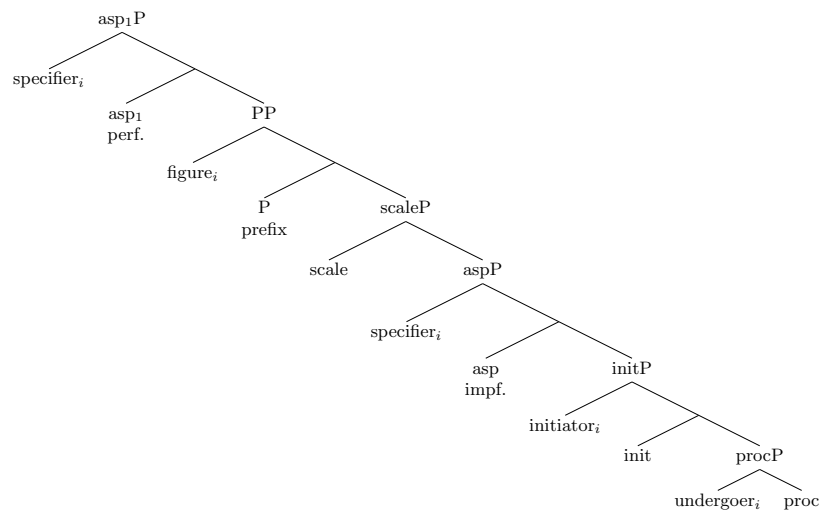 asp₁P
specifierᵢ
asp₁ PP
perf.
figureᵢ
P scaleP
prefix
scale aspP
specifierᵢ
asp initP
impf.
initiatorᵢ
init procP
undergoerᵢ proc